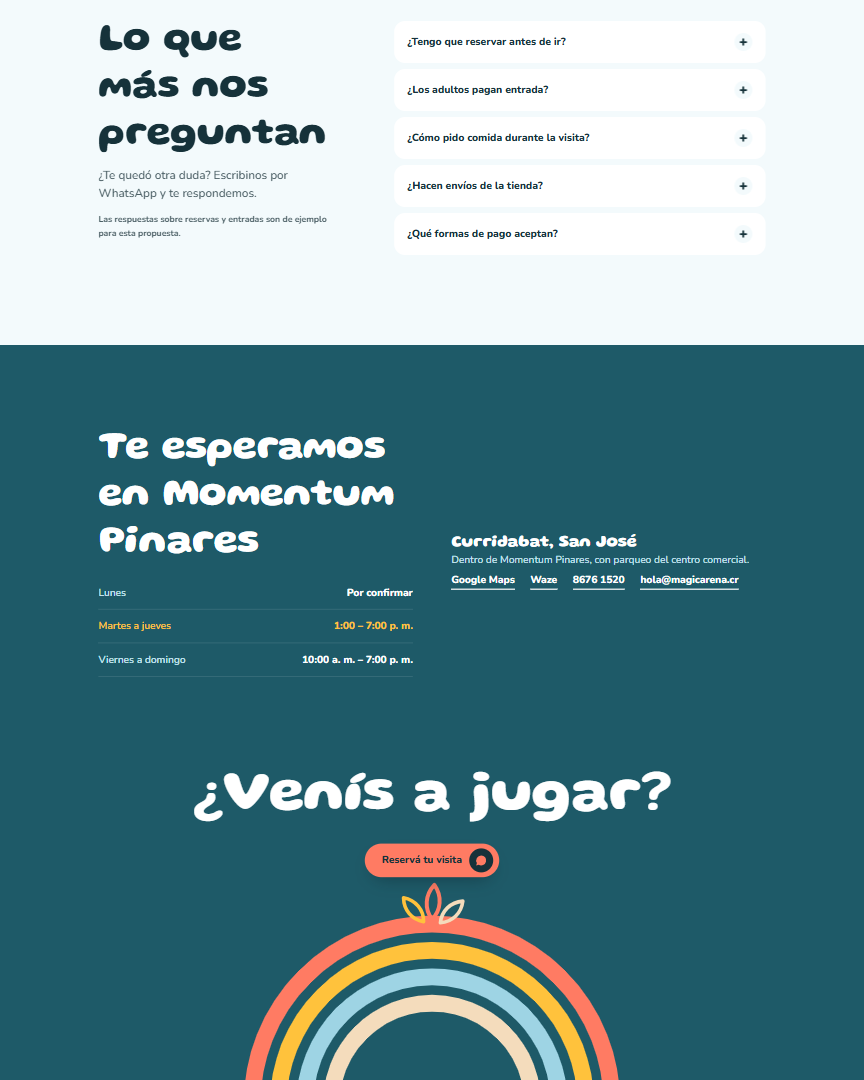 Lo que
más nos
preguntan
¿Te quedó otra duda? Escribinos por
WhatsApp y te respondemos.
Las respuestas sobre reservas y entradas son de ejemplo
para esta propuesta.
¿Tengo que reservar antes de ir?
¿Los adultos pagan entrada?
¿Cómo pido comida durante la visita?
¿Hacen envíos de la tienda?
¿Qué formas de pago aceptan?
Te esperamos
en Momentum
Pinares
Lunes Por confirmar
Martes a jueves 1:00 – 7:00 p. m.
Viernes a domingo 10:00 a. m. – 7:00 p. m.
Curridabat, San José
Dentro de Momentum Pinares, con parqueo del centro comercial.
Google Maps Waze 8676 1520 hola@magicarena.cr
¿Venís a jugar?
Reservá tu visita